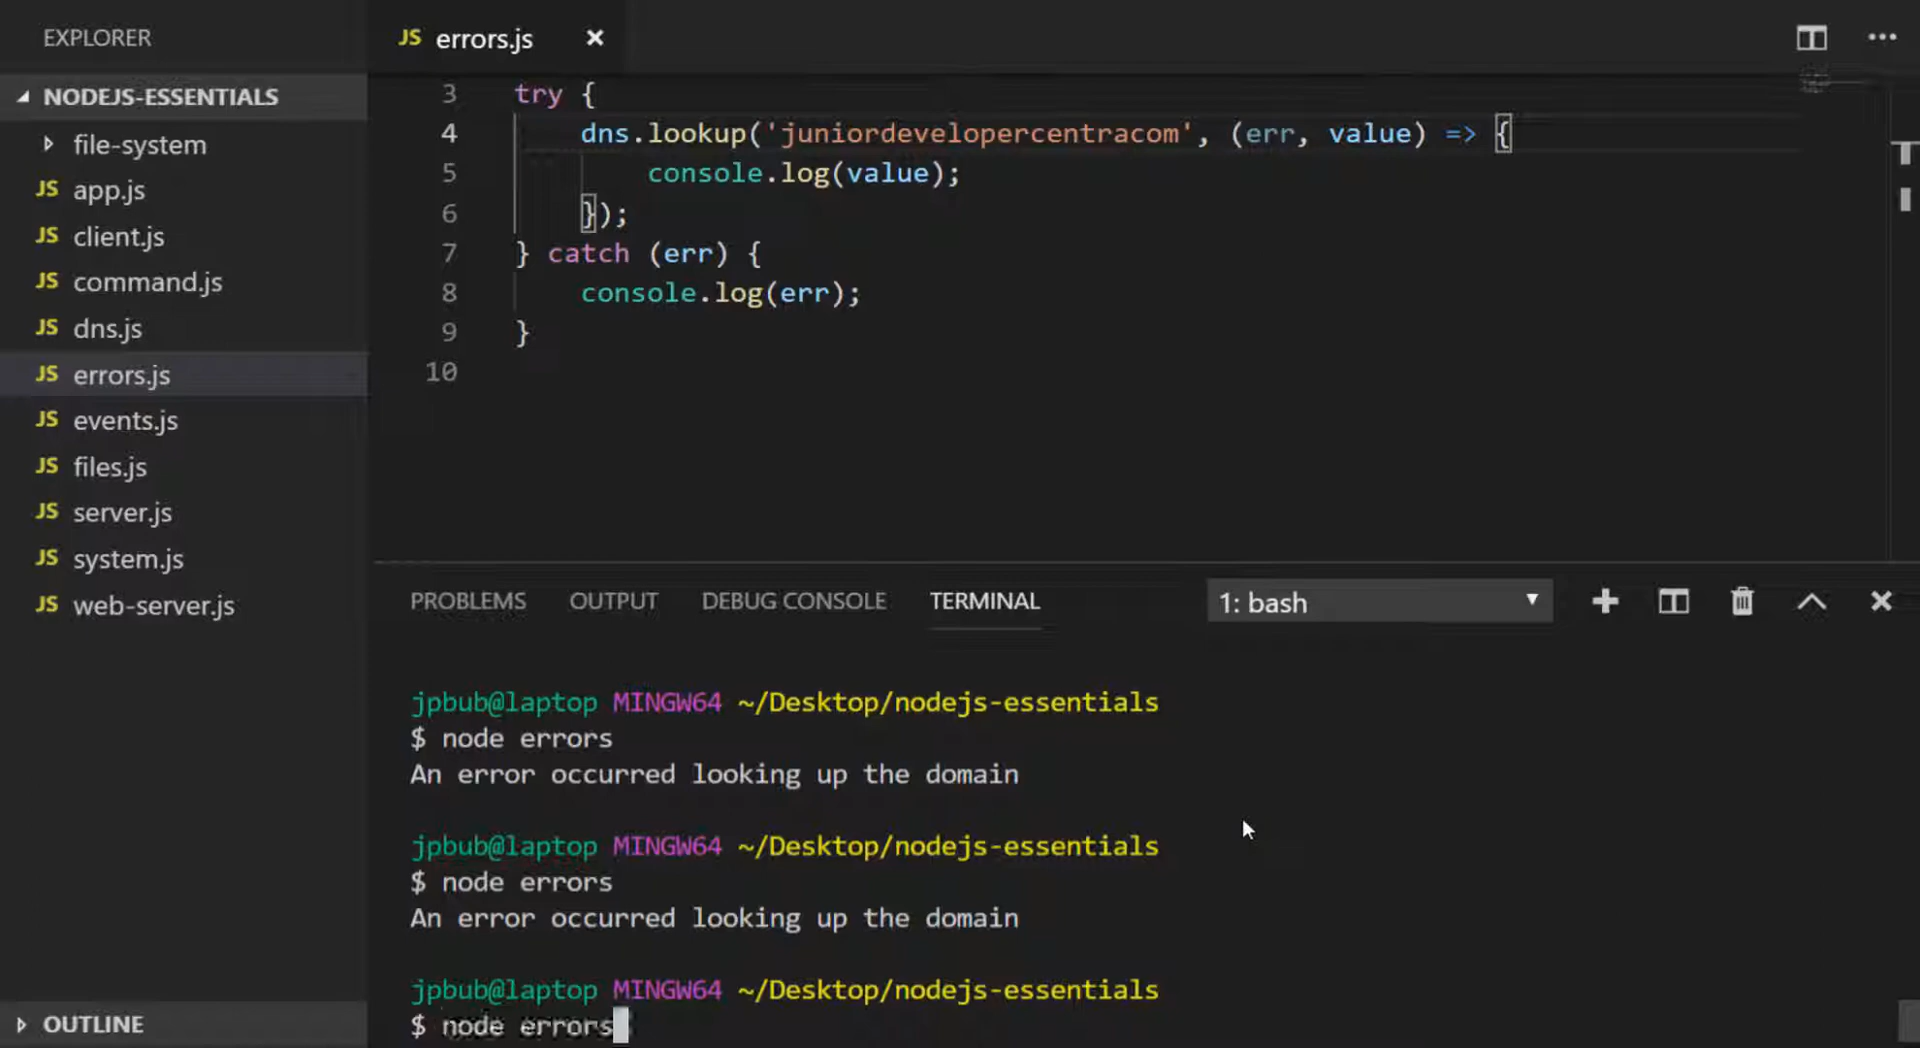 EXPLORER
NODEJS-ESSENTIALS
file-system
JS app.js
JS client.js
JS command.js
JS dns.js
JS errors.js
JS events.js
JS files.js
JS server.js
JS system.js
JS web-server.js
OUTLINE
JS errors.js
3 try {
4 dns.lookup('juniordevelopercentracom', (err, value) => {
5 console.log(value);
6 });
7 } catch (err) {
8 console.log(err);
9 }
10
PROBLEMS OUTPUT DEBUG CONSOLE TERMINAL 1: bash
jpbub@laptop MINGW64 ~/Desktop/nodejs-essentials
$ node errors
An error occurred looking up the domain
jpbub@laptop MINGW64 ~/Desktop/nodejs-essentials
$ node errors
An error occurred looking up the domain
jpbub@laptop MINGW64 ~/Desktop/nodejs-essentials
$ node errors